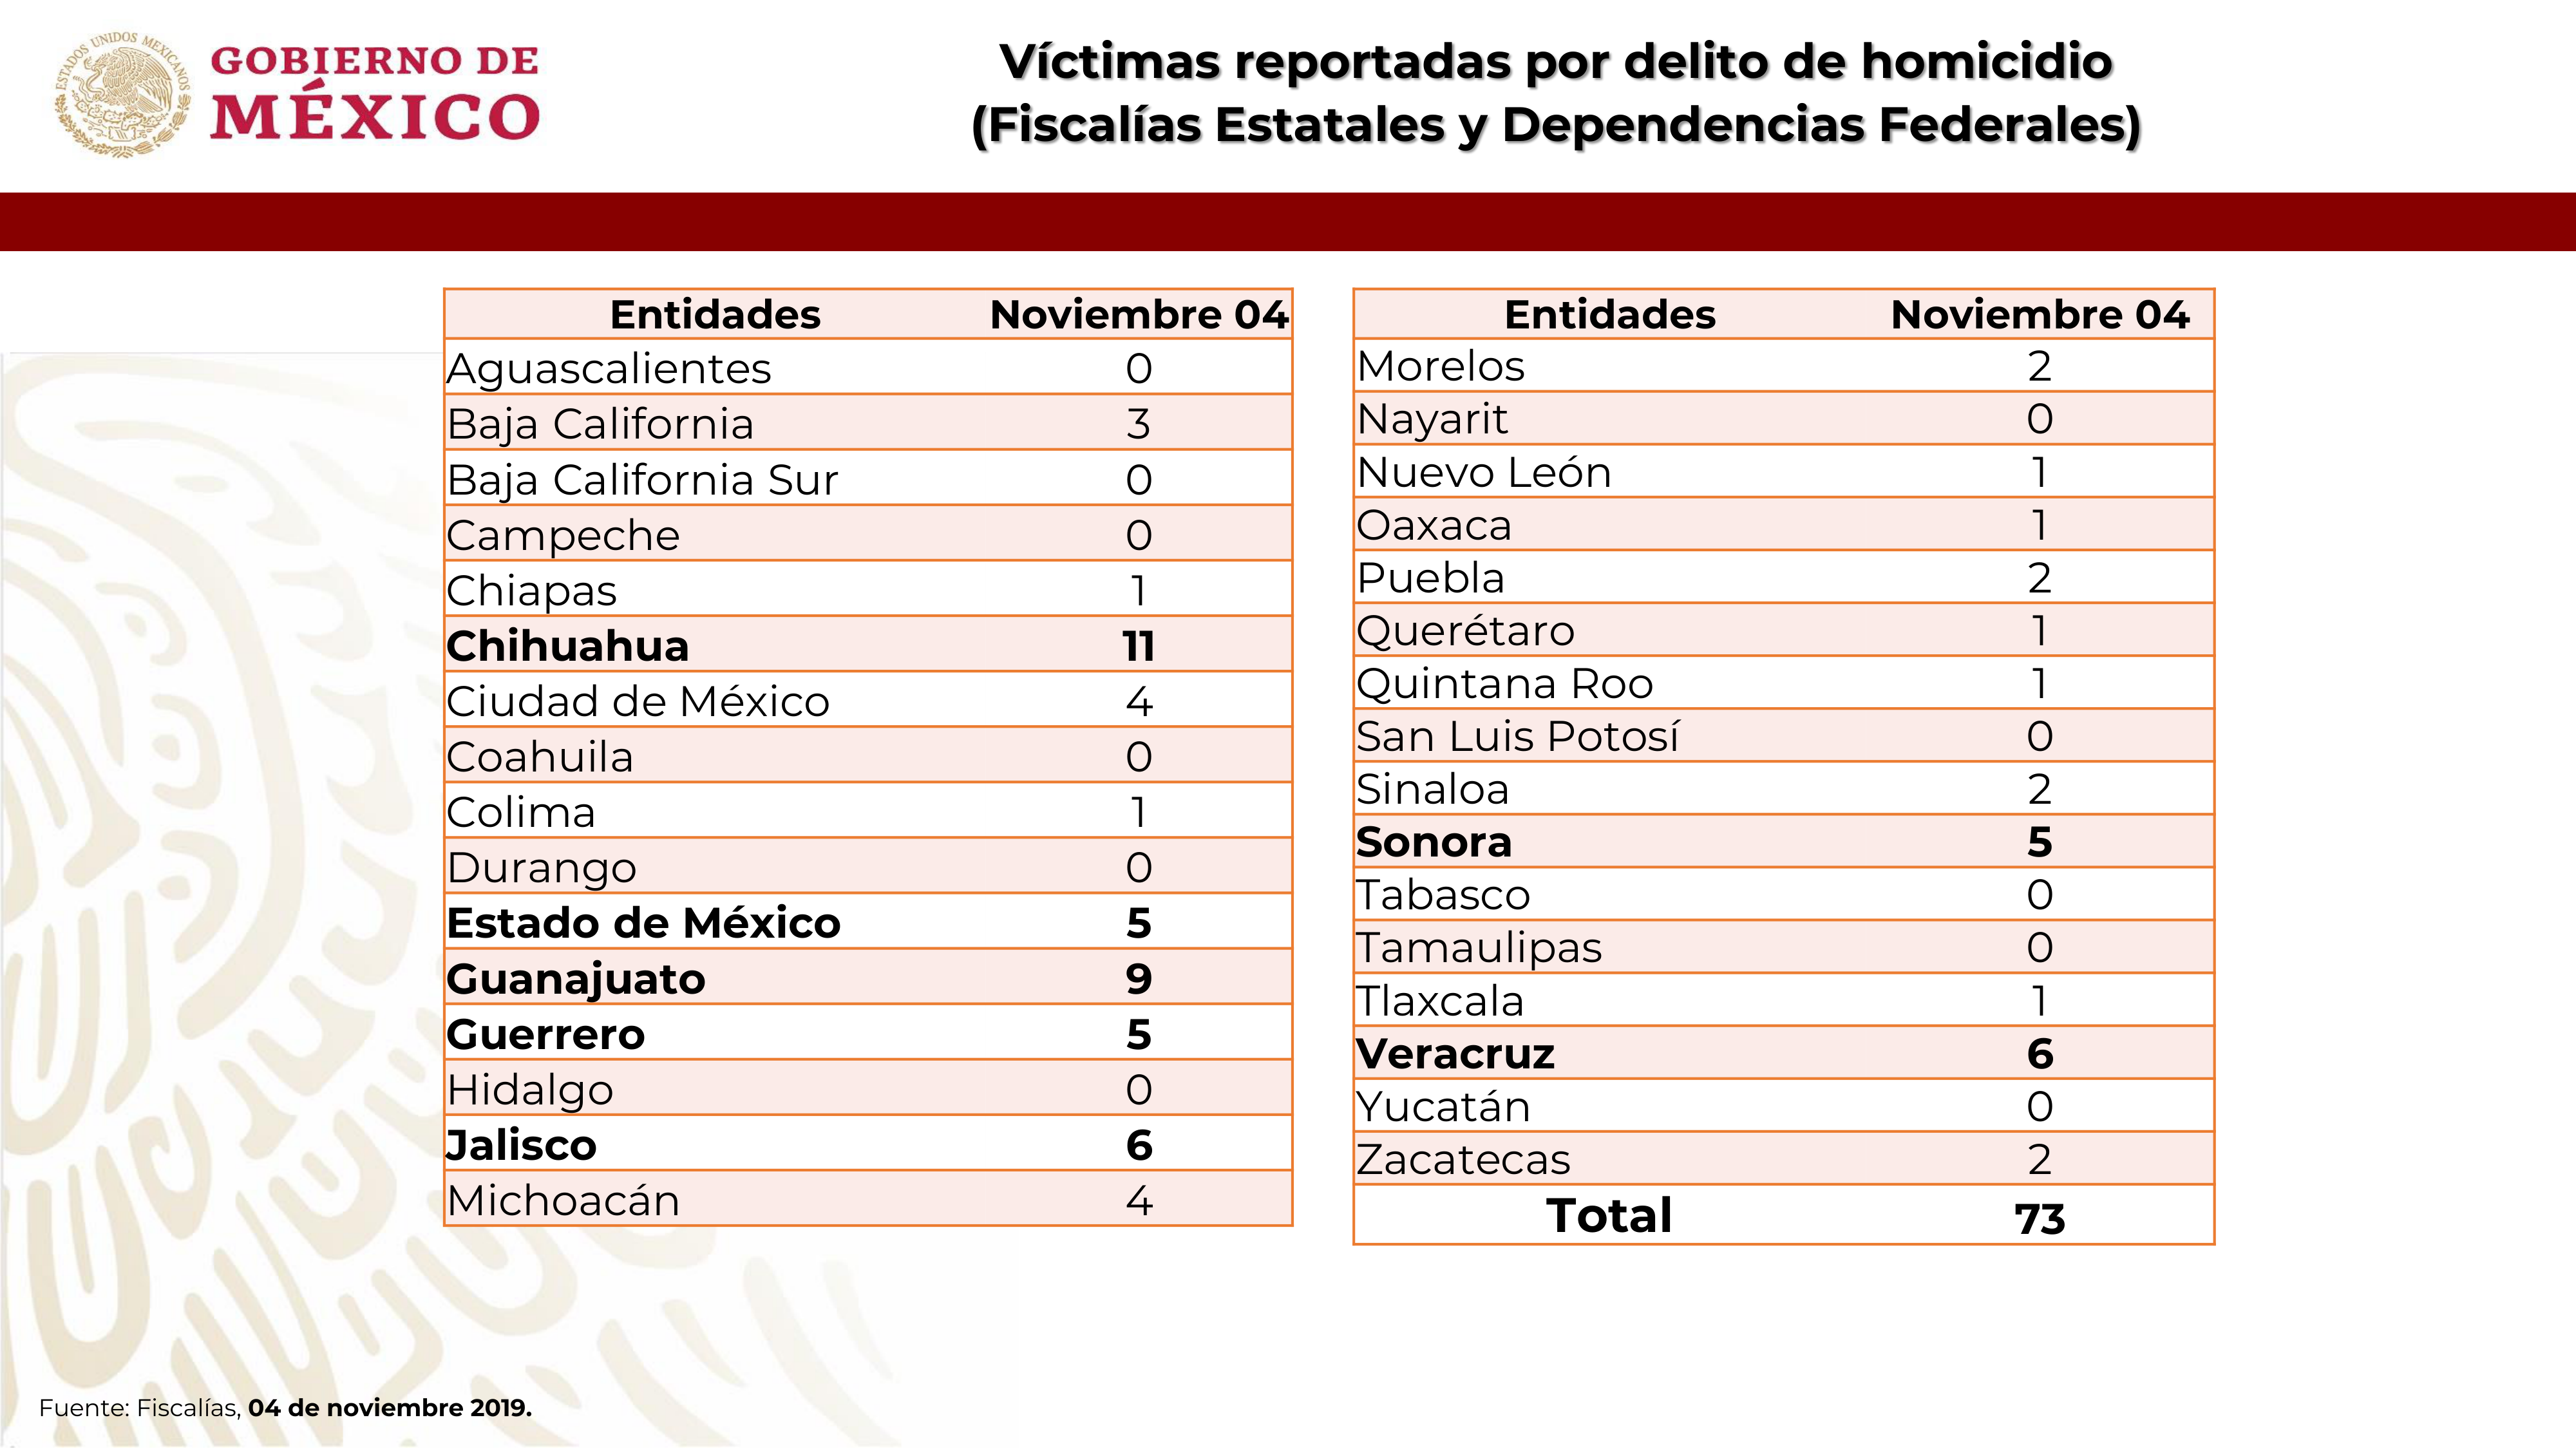 ESTADOS UNIDOS MEXICANOS
GOBIERNO DE
MÉXICO
Víctimas reportadas por delito de homicidio
(Fiscalías Estatales y Dependencias Federales)
Entidades Noviembre 04
Aguascalientes 0
Baja California 3
Baja California Sur 0
Campeche 0
Chiapas 1
Chihuahua 11
Ciudad de México 4
Coahuila 0
Colima 1
Durango 0
Estado de México 5
Guanajuato 9
Guerrero 5
Hidalgo 0
Jalisco 6
Michoacán 4
Entidades Noviembre 04
Morelos 2
Nayarit 0
Nuevo León 1
Oaxaca 1
Puebla 2
Querétaro 1
Quintana Roo 1
San Luis Potosí 0
Sinaloa 2
Sonora 5
Tabasco 0
Tamaulipas 0
Tlaxcala 1
Veracruz 6
Yucatán 0
Zacatecas 2
Total 73
Fuente: Fiscalías, 04 de noviembre 2019.